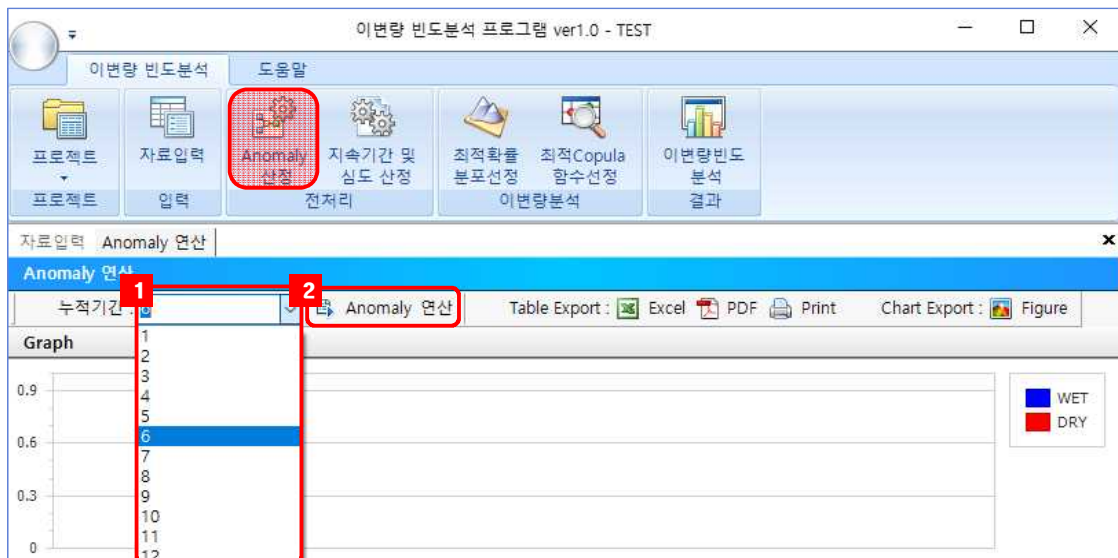 이변량 빈도분석 프로그램 ver1.0 - TEST
이변량 빈도분석 도움말
프로젝트 자료입력 Anomaly 산정 지속기간 및 심도 산정 최적확률 분포선정 최적Copula 함수선정 이변량빈도 분석
프로젝트 입력 전처리 이변량분석 결과
자료입력 Anomaly 연산
Anomaly 연산
1 2
누적기간 : 6 Anomaly 연산 Table Export : Excel PDF Print Chart Export : Figure
Graph
1
2
3
4
5
6
7
8
9
10
11
12
0.9
0.6
0.3
0
WET
DRY